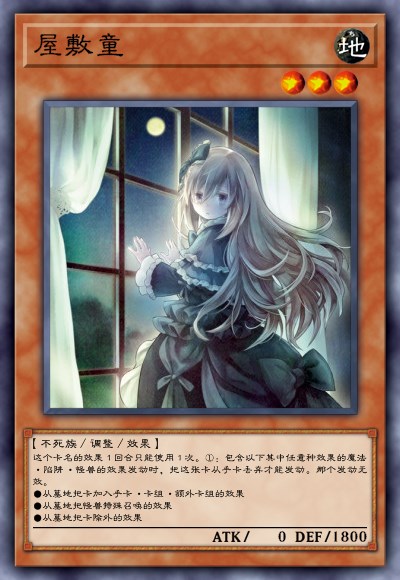 屋敷童
地
【不死族／调整／效果】
这个卡名的效果1回合只能使用1次。①：包含以下其中任意种效果的魔法
·陷阱·怪兽的效果发动时，把这张卡从手卡丢弃才能发动。那个发动无
效。
●从墓地把卡加入手卡·卡组·额外卡组的效果
●从墓地把怪兽特殊召唤的效果
●从墓地把卡除外的效果
ATK/ 0 DEF/1800